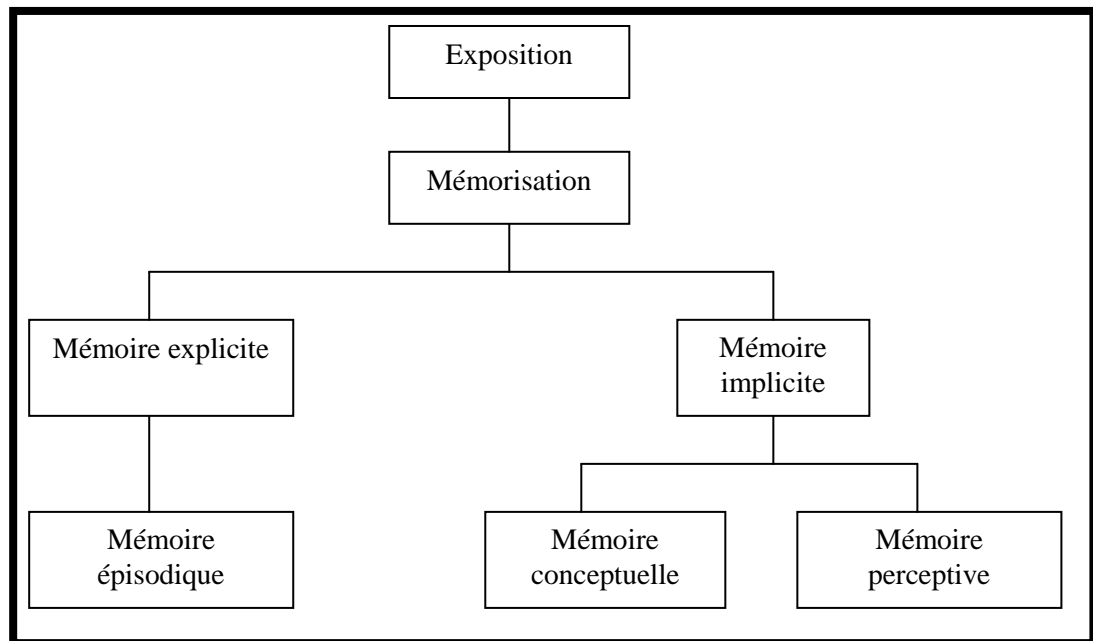 Exposition
Mémorisation
Mémoire explicite
Mémoire
implicite
Mémoire
épisodique
Mémoire
conceptuelle
Mémoire
perceptive